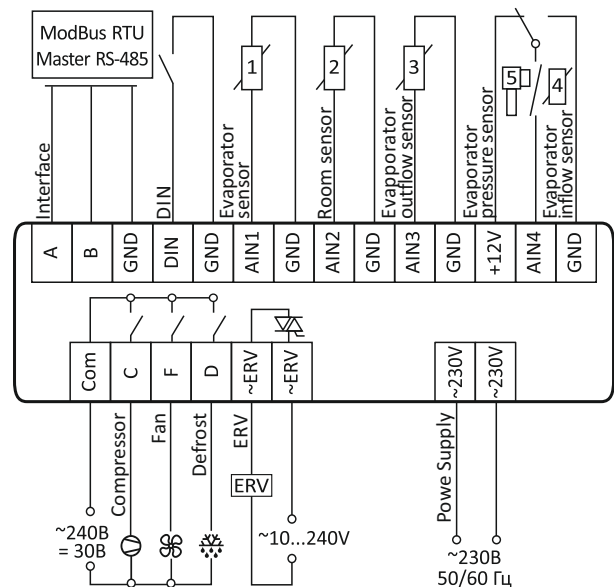 ModBus RTU
Master RS-485
1
2
3
5
4
Interface
DIN
Evaporator
sensor
Room sensor
Evapporator
outflow sensor
Evaporator
pressure sensor
Evaporator
inflow sensor
A
B
GND
DIN
GND
AIN1
GND
AIN2
GND
AIN3
GND
+12V
AIN4
GND
Com
C
F
D
~ERV
~ERV
~230V
~230V
Compressor
Fan
Defrost
ERV
Powe Supply
ERV
~240В
= 30В
~10...240V
~230В
50/60 Гц